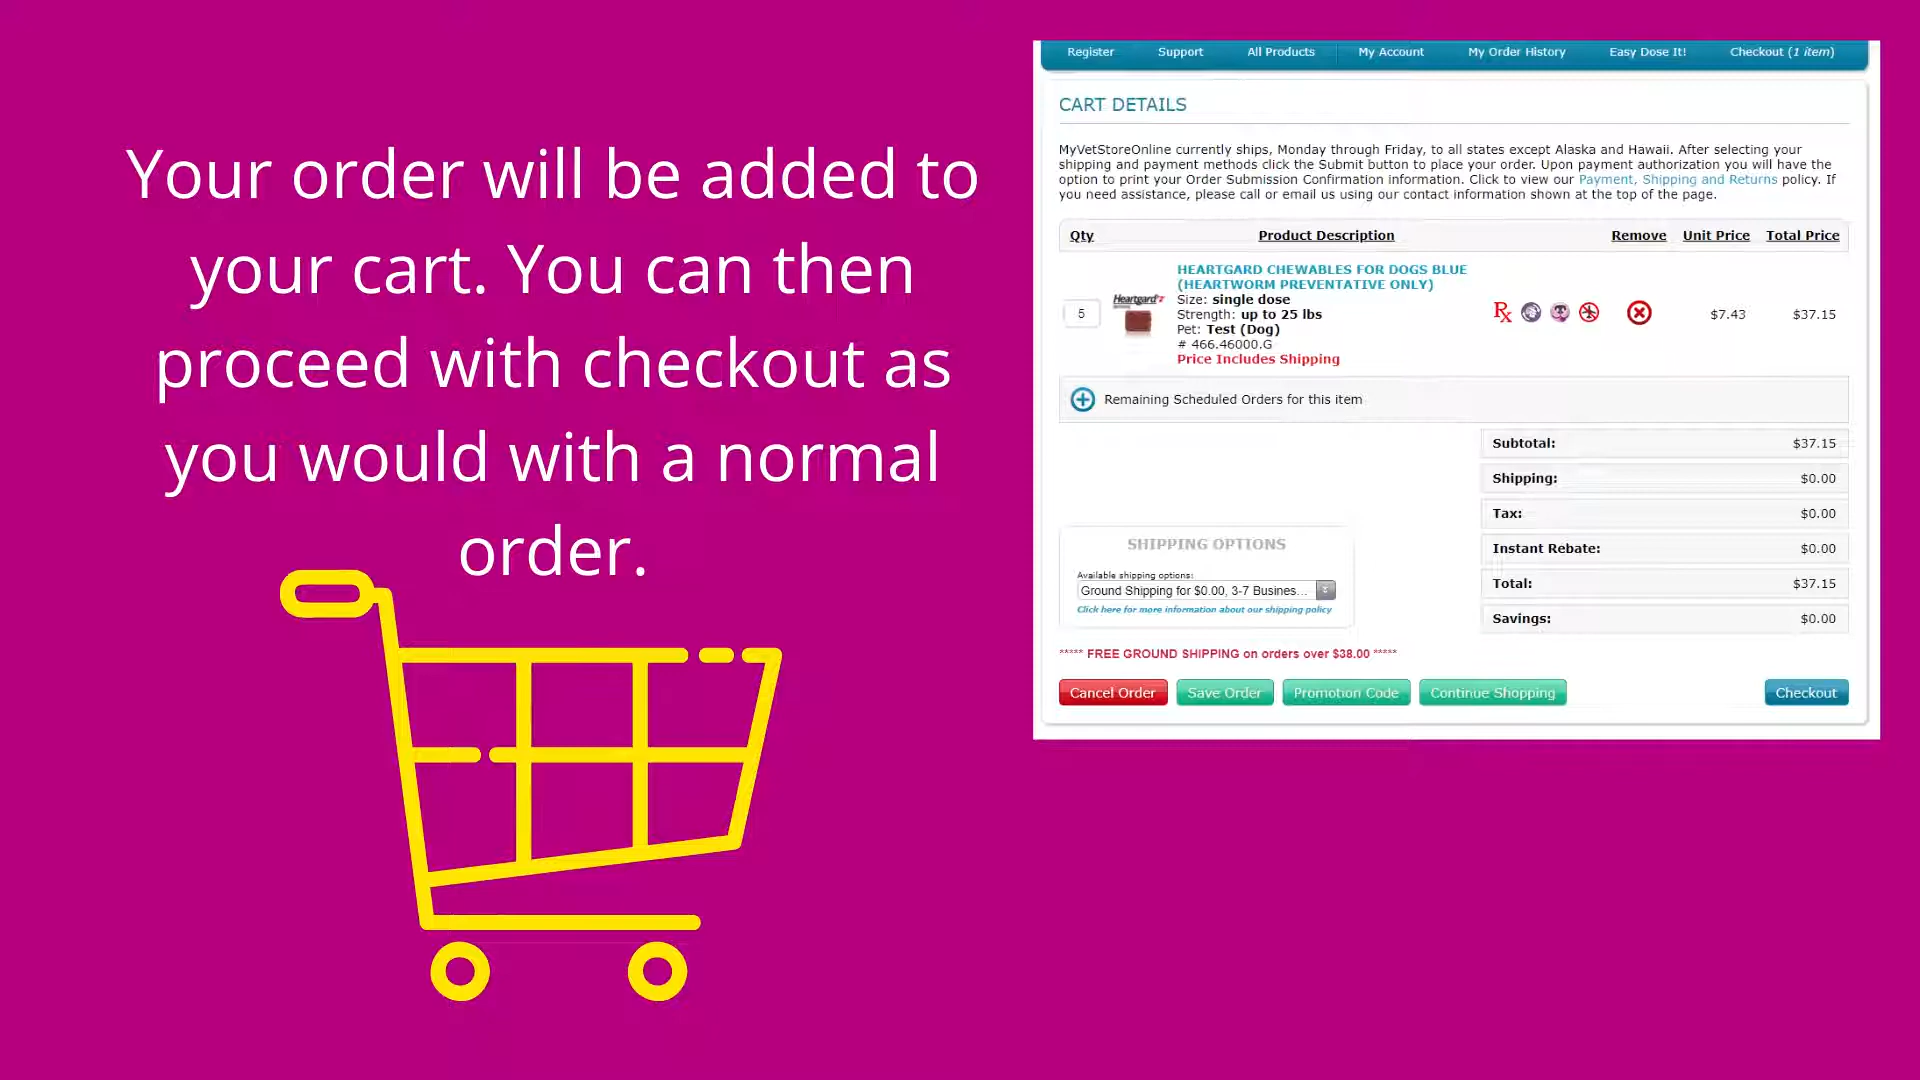 Your order will be added to
your cart. You can then
proceed with checkout as
you would with a normal
order.
Register Support All Products My Account My Order History Easy Dose It! Checkout (1 item)
CART DETAILS
MyVetStoreOnline currently ships, Monday through Friday, to all states except Alaska and Hawaii. After selecting your
shipping and payment methods click the Submit button to place your order. Upon payment authorization you will have the
option to print your Order Submission Confirmation information. Click to view our Payment, Shipping and Returns policy. If
you need assistance, please call or email us using our contact information shown at the top of the page.
Qty Product Description Remove Unit Price Total Price
HEARTGARD CHEWABLES FOR DOGS BLUE
(HEARTWORM PREVENTATIVE ONLY)
Size: single dose
Strength: up to 25 lbs
5 Heartgard Rx $7.43 $37.15
Pet: Test (Dog)
# 466.46000.G
Price Includes Shipping
Remaining Scheduled Orders for this item
Subtotal: $37.15
Shipping: $0.00
Tax: $0.00
Instant Rebate: $0.00
Total: $37.15
Savings: $0.00
SHIPPING OPTIONS
Available shipping options:
Ground Shipping for $0.00, 3-7 Busines...
Click here for more information about our shipping policy
***** FREE GROUND SHIPPING on orders over $38.00 *****
Cancel Order Save Order Promotion Code Continue Shopping Checkout